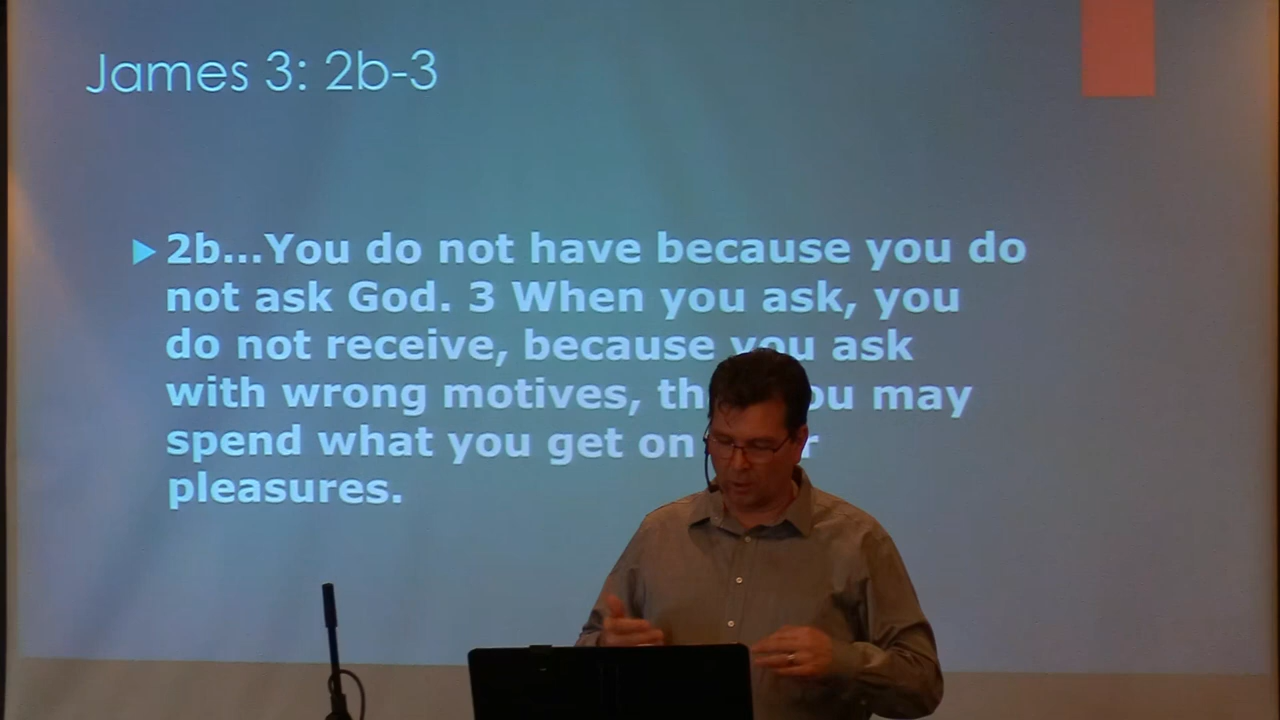 James 3: 2b-3
2b...You do not have because you do
not ask God. 3 When you ask, you
do not receive, because you ask
with wrong motives, may
spend what you get on
pleasures.